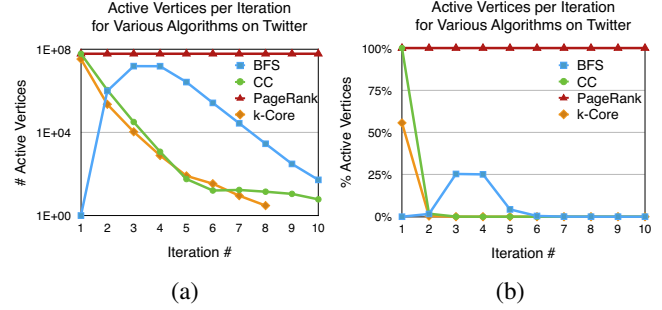 Active Vertices per Iteration
for Various Algorithms on Twitter
1E+08
1E+04
1E+00
# Active Vertices
BFS
CC
PageRank
k-Core
1 2 3 4 5 6 7 8 9 10
Iteration #
(a)
Active Vertices per Iteration
for Various Algorithms on Twitter
100%
75%
50%
25%
0%
% Active Vertices
BFS
CC
PageRank
k-Core
1 2 3 4 5 6 7 8 9 10
Iteration #
(b)